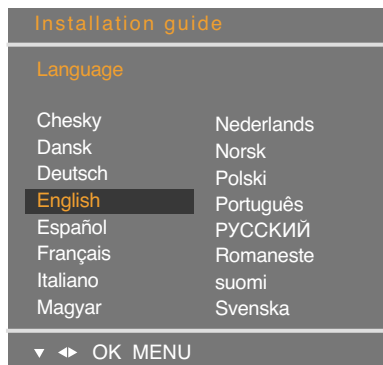 Installation guide
Language
Chesky
Dansk
Deutsch
English
Español
Français
Italiano
Magyar
Nederlands
Norsk
Polski
Português
РУССКИЙ
Romaneste
suomi
Svenska
▼ ◀▶ OK MENU